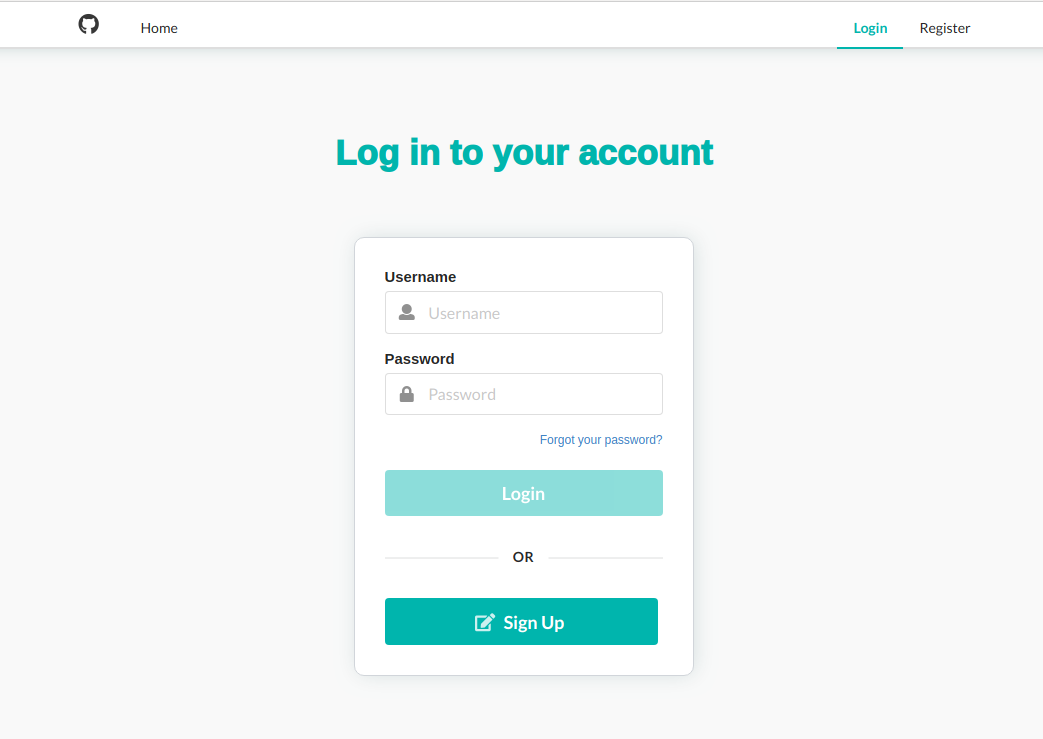 Home Login Register
Log in to your account
Username
Username
Password
Password
Forgot your password?
Login
OR
Sign Up